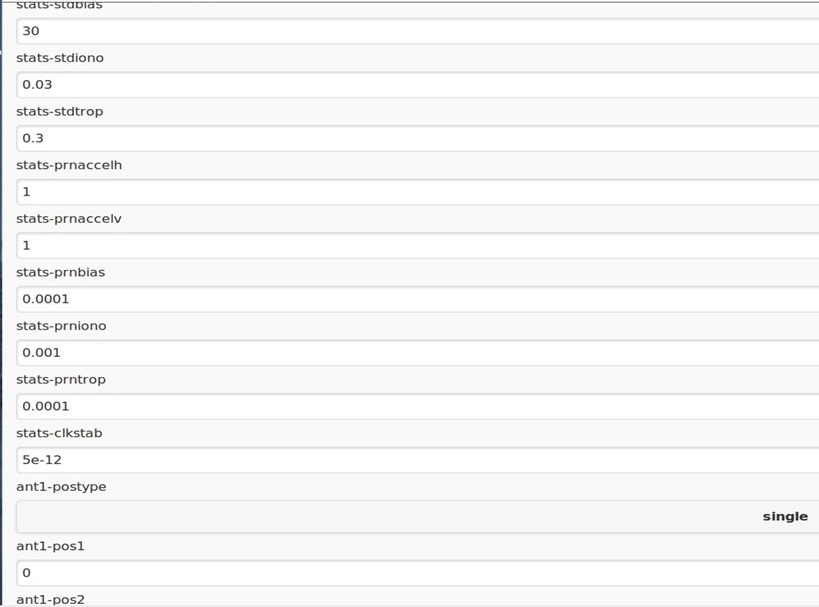 stats-stdbias
30
stats-stdiono
0.03
stats-stdtrop
0.3
stats-prnaccelh
1
stats-prnaccelv
1
stats-prnbias
0.0001
stats-prniono
0.001
stats-prntrop
0.0001
stats-clkstab
5e-12
ant1-postype
single
ant1-pos1
0
ant1-pos2